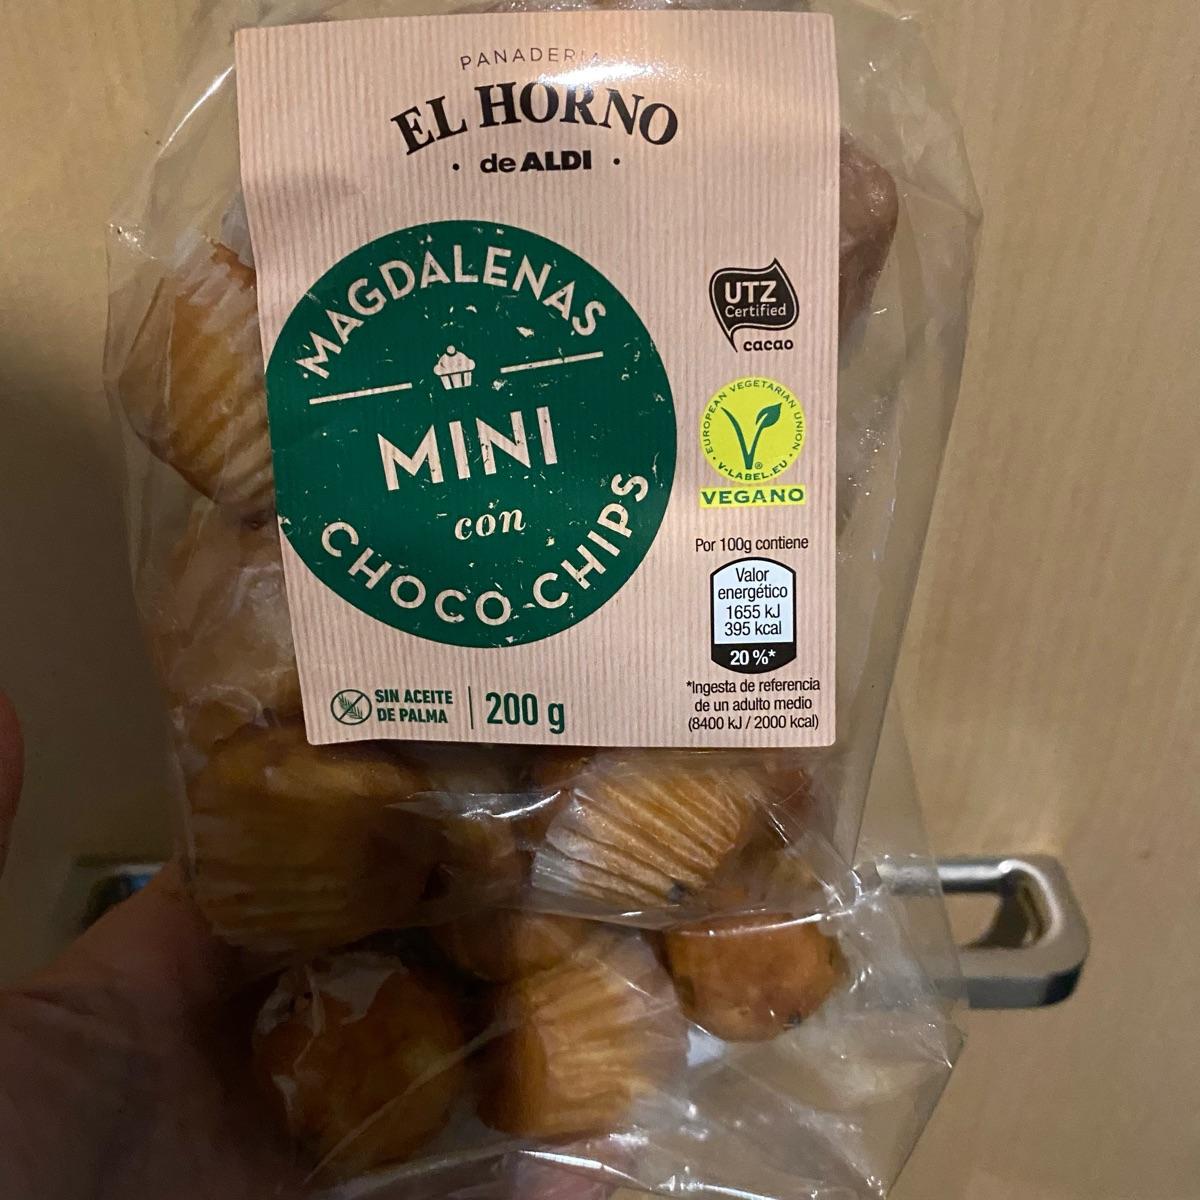 PANADERIA
EL HORNO
· de ALDI ·
MAGDALENAS
MINI
con
CHOCO CHIPS
UTZ
Certified
cacao
EUROPEAN VEGETARIAN UNION
V-LABEL.EU
VEGANO
Por 100g contiene
Valor
energético
1655 kJ
395 kcal
20 %*
*Ingesta de referencia
de un adulto medio
(8400 kJ / 2000 kcal)
SIN ACEITE
DE PALMA
200 g